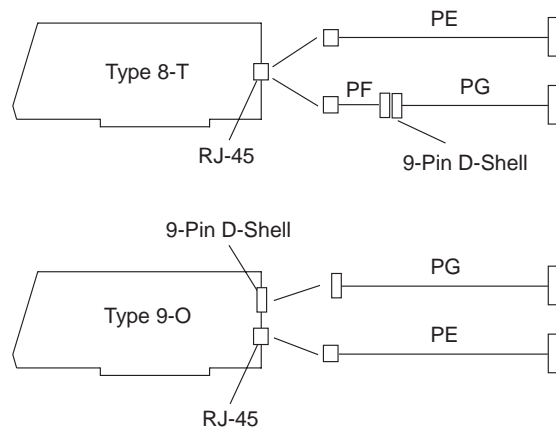 PE
Type 8-T
PF
PG
RJ-45
9-Pin D-Shell
9-Pin D-Shell
PG
Type 9-O
PE
RJ-45